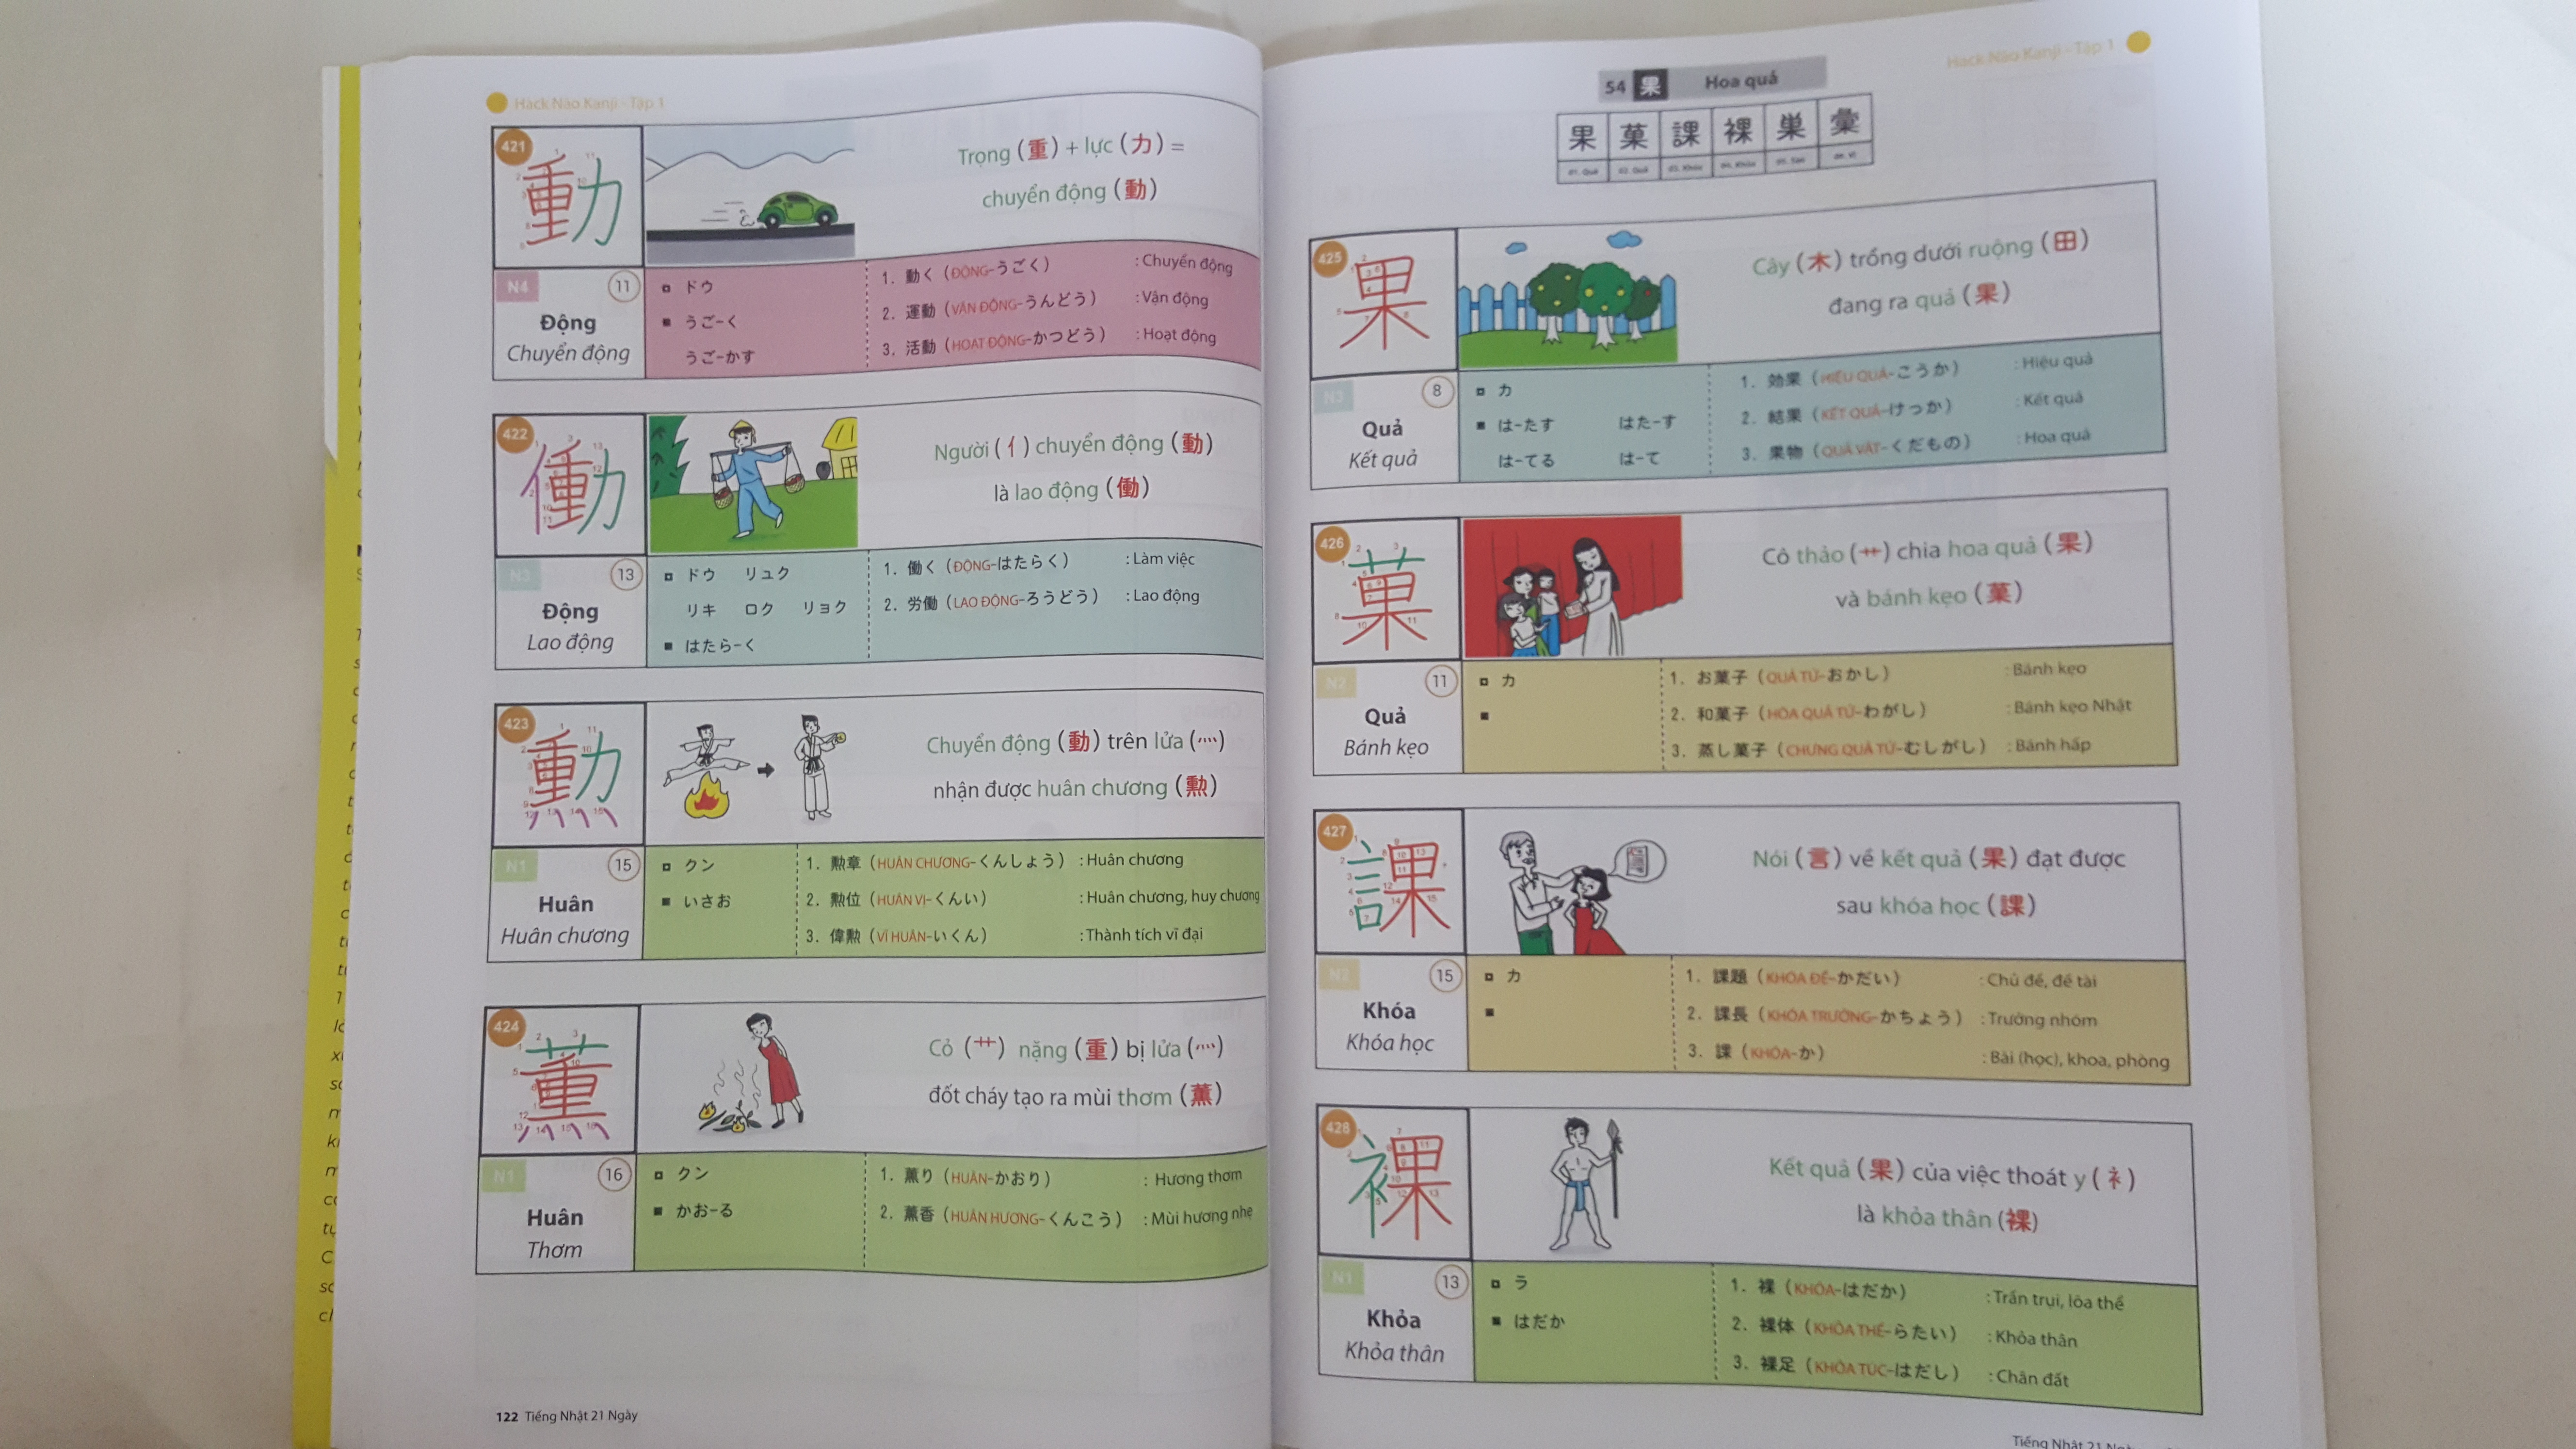 Hack Não Kanji - Tập 1
421
動
N4
11
Động
Chuyển động
Trọng (重) + lực (力) =
chuyển động (動)
ドウ
うごーく
うごーかす
1. 動く (ĐỘNG-うごく) : Chuyển động
2. 運動 (VẬN ĐỘNG-うんどう) : Vận động
3. 活動 (HOẠT ĐỘNG-かつどう) : Hoạt động
422
働
N3
13
Động
Lao động
Người (亻) chuyển động (動)
là lao động (働)
ドウ リュク
リキ ロク リョク
はたらーく
1. 働く (ĐỘNG-はたらく) : Làm việc
2. 労働 (LAO ĐỘNG-ろうどう) : Lao động
423
勲
N1
15
Huân
Huân chương
Chuyển động (動) trên lửa (灬)
nhận được huân chương (勲)
クン
いさお
1. 勲章 (HUÂN CHƯƠNG-くんしょう) : Huân chương
2. 勲位 (HUÂN VỊ-くんい) : Huân chương, huy chương
3. 偉勲 (VĨ HUÂN-いくん) : Thành tích vĩ đại
424
薫
N1
16
Huân
Thơm
Cỏ (艹) nặng (重) bị lửa (灬)
đốt cháy tạo ra mùi thơm (薫)
クン
かおーる
1. 薫り (HUÂN-かおり) : Hương thơm
2. 薫香 (HUÂN HƯƠNG-くんこう) : Mùi hương nhẹ
122 Tiếng Nhật 21 Ngày
Hack Não Kanji - Tập 1
54 果 Hoa quả
果 菓 課 裸 巣 彙
425
果
N3
8
Quả
Kết quả
Cây (木) trồng dưới ruộng (田)
đang ra quả (果)
カ
はーたす はたーす
はーてる はーて
1. 効果 (HIỆU QUẢ-こうか) : Hiệu quả
2. 結果 (KẾT QUẢ-けっか) : Kết quả
3. 果物 (QUẢ VẬT-くだもの) : Hoa quả
426
菓
N2
11
Quả
Bánh kẹo
Cô thảo (艹) chia hoa quả (果)
và bánh kẹo (菓)
カ
1. お菓子 (QUẢ TỬ-おかし) : Bánh kẹo
2. 和菓子 (HÒA QUẢ TỬ-わがし) : Bánh kẹo Nhật
3. 蒸し菓子 (CHƯNG QUẢ TỬ-むしがし) : Bánh hấp
427
課
N2
15
Khóa
Khóa học
Nói (言) về kết quả (果) đạt được
sau khóa học (課)
カ
1. 課題 (KHÓA ĐỀ-かだい) : Chủ đề, đề tài
2. 課長 (KHÓA TRƯỞNG-かちょう) : Trưởng nhóm
3. 課 (KHÓA-か) : Bài (học), khoa, phòng
428
裸
N1
13
Khỏa
Khỏa thân
Kết quả (果) của việc thoát y (衤)
là khỏa thân (裸)
ラ
はだか
1. 裸 (KHỎA-はだか) : Trần trụi, lõa thể
2. 裸体 (KHỎA THỂ-らたい) : Khỏa thân
3. 裸足 (KHỎA TÚC-はだし) : Chân đất
Tiếng Nhật 21